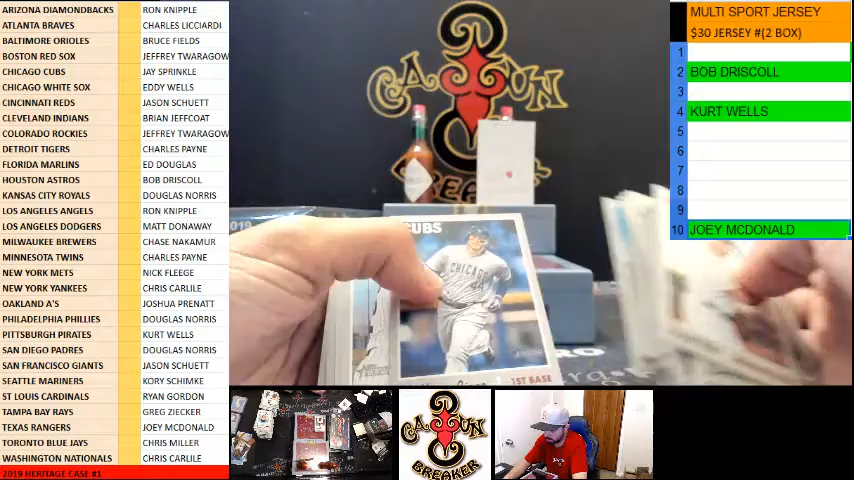 ARIZONA DIAMONDBACKS RON KNIPPLE
ATLANTA BRAVES CHARLES LICCIARDI
BALTIMORE ORIOLES BRUCE FIELDS
BOSTON RED SOX JEFFREY TWARAGOW
CHICAGO CUBS JAY SPRINKLE
CHICAGO WHITE SOX EDDY WELLS
CINCINNATI REDS JASON SCHUETT
CLEVELAND INDIANS BRIAN JEFFCOAT
COLORADO ROCKIES JEFFREY TWARAGOW
DETROIT TIGERS CHARLES PAYNE
FLORIDA MARLINS ED DOUGLAS
HOUSTON ASTROS BOB DRISCOLL
KANSAS CITY ROYALS DOUGLAS NORRIS
LOS ANGELES ANGELS RON KNIPPLE
LOS ANGELES DODGERS MATT DONAWAY
MILWAUKEE BREWERS CHASE NAKAMUR
MINNESOTA TWINS CHARLES PAYNE
NEW YORK METS NICK FLEEGE
NEW YORK YANKEES CHRIS CARLILE
OAKLAND A'S JOSHUA PRENATT
PHILADELPHIA PHILLIES DOUGLAS NORRIS
PITTSBURGH PIRATES KURT WELLS
SAN DIEGO PADRES DOUGLAS NORRIS
SAN FRANCISCO GIANTS JASON SCHUETT
SEATTLE MARINERS KORY SCHIMKE
ST LOUIS CARDINALS RYAN GORDON
TAMPA BAY RAYS GREG ZIECKER
TEXAS RANGERS JOEY MCDONALD
TORONTO BLUE JAYS CHRIS MILLER
WASHINGTON NATIONALS CHRIS CARLILE
2019 HERITAGE CASE #1
CAJUN
BREAKER
2019
CUBS
CHICAGO
44
1ST BASE
CAJUN
BREAKER
MULTI SPORT JERSEY
$30 JERSEY #(2 BOX)
1
2 BOB DRISCOLL
3
4 KURT WELLS
5
6
7
8
9
10 JOEY MCDONALD